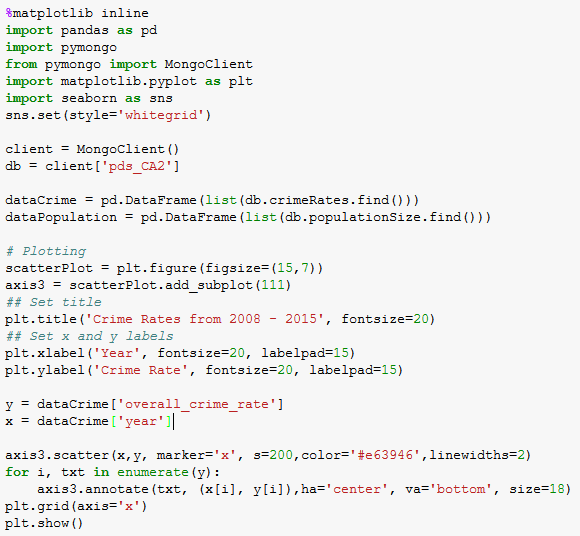 %matplotlib inline
import pandas as pd
import pymongo
from pymongo import MongoClient
import matplotlib.pyplot as plt
import seaborn as sns
sns.set(style='whitegrid')

client = MongoClient()
db = client['pds_CA2']

dataCrime = pd.DataFrame(list(db.crimeRates.find()))
dataPopulation = pd.DataFrame(list(db.populationSize.find()))

# Plotting
scatterPlot = plt.figure(figsize=(15,7))
axis3 = scatterPlot.add_subplot(111)
## Set title
plt.title('Crime Rates from 2008 - 2015', fontsize=20)
## Set x and y labels
plt.xlabel('Year', fontsize=20, labelpad=15)
plt.ylabel('Crime Rate', fontsize=20, labelpad=15)

y = dataCrime['overall_crime_rate']
x = dataCrime['year']

axis3.scatter(x,y, marker='x', s=200,color='#e63946',linewidths=2)
for i, txt in enumerate(y):
    axis3.annotate(txt, (x[i], y[i]),ha='center', va='bottom', size=18)
plt.grid(axis='x')
plt.show()